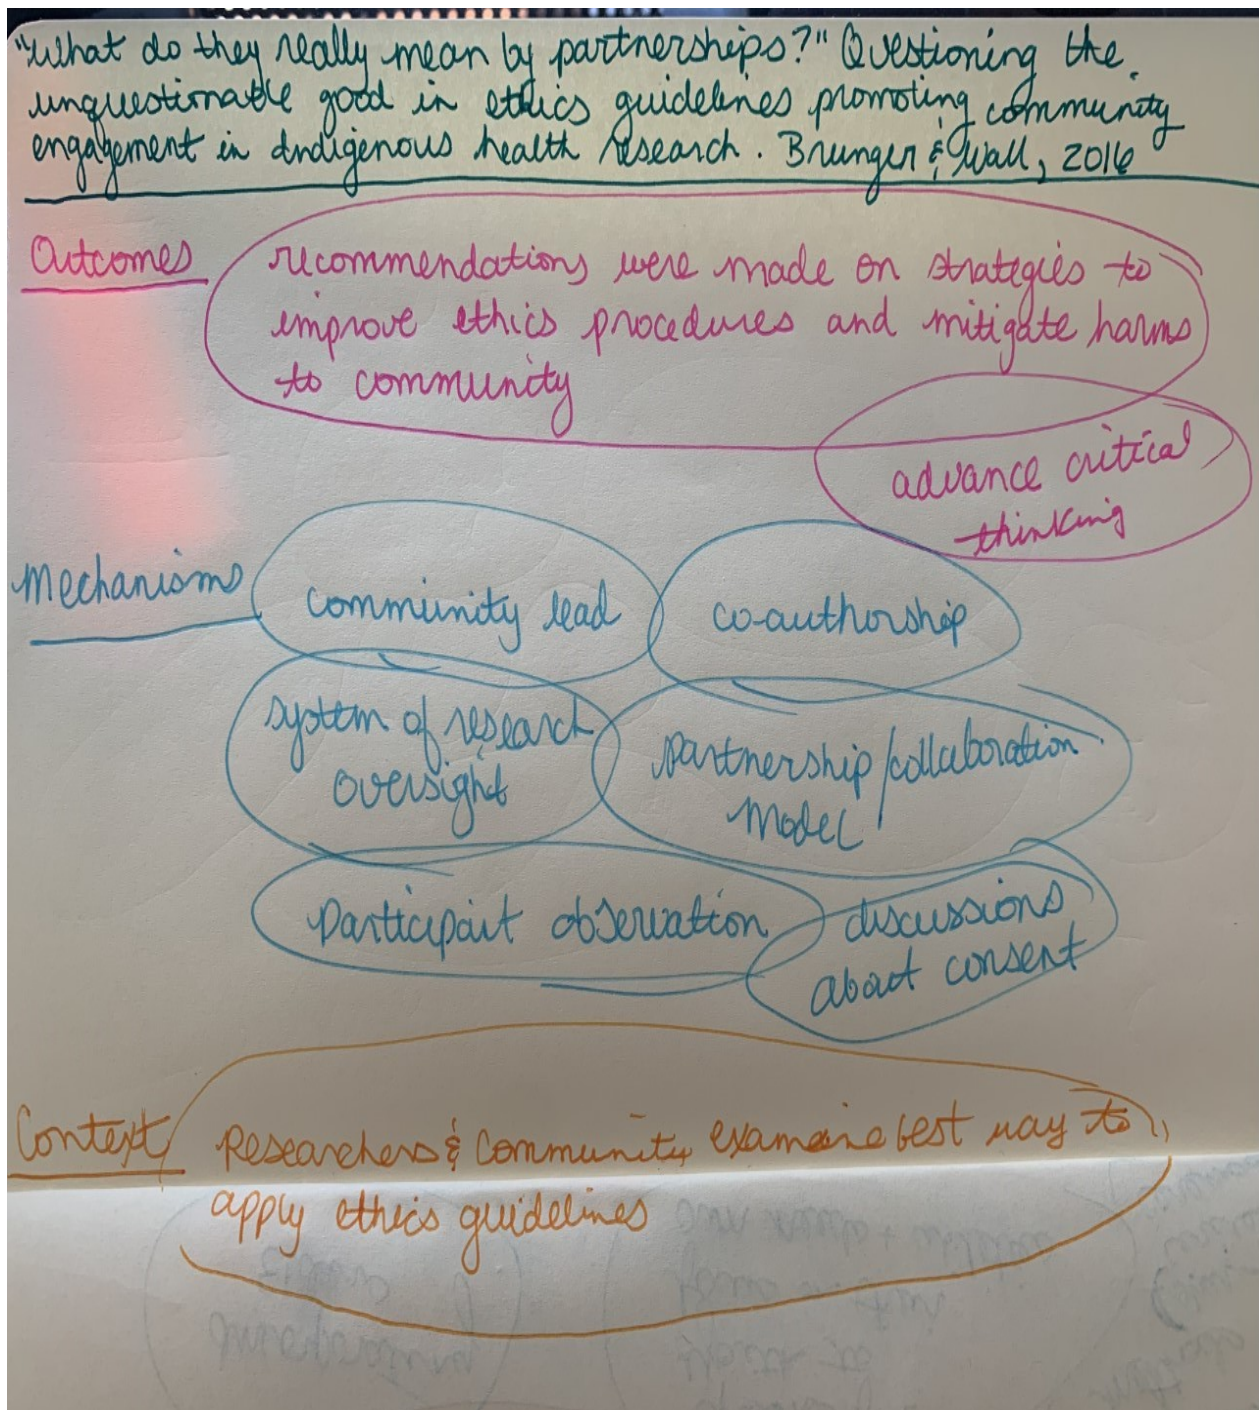 "What do they really mean by partnerships?" Questioning the
unquestionable good in ethics guidelines promoting community
engagement in Indigenous health research. Brunger & Wall, 2016
Outcomes
recommendations were made on strategies to
improve ethics procedures and mitigate harms
to community
advance critical
thinking
Mechanisms
community lead
co-authorship
system of research
oversight
partnership/collaboration
model
participant observation
discussions
about consent
Context
Researchers & community examine best way to
apply ethics guidelines